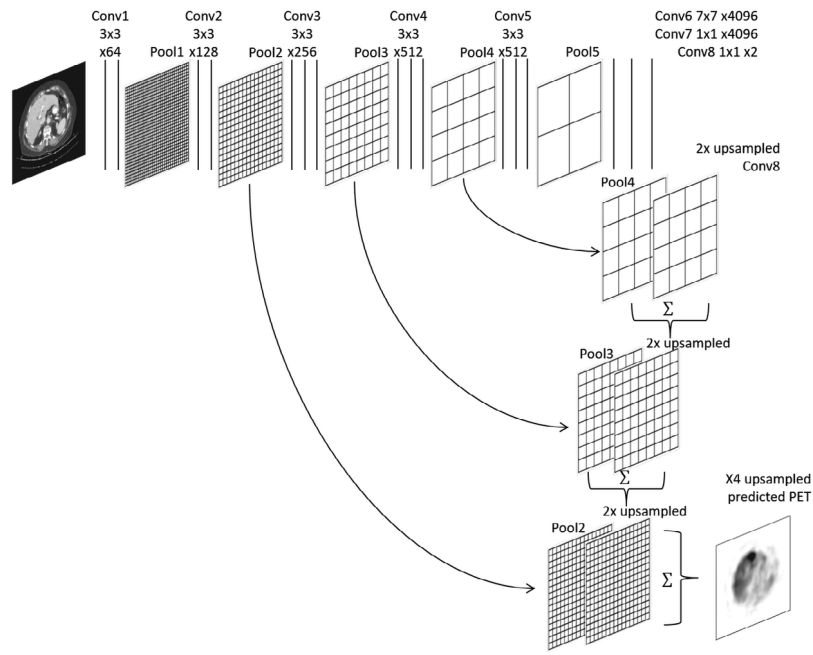 Conv1 Conv2 Conv3 Conv4 Conv5 Conv6 7x7 x4096
3x3 3x3 3x3 3x3 3x3 Conv7 1x1 x4096
x64 Pool1 x128 Pool2 x256 Pool3 x512 Pool4 x512 Pool5 Conv8 1x1 x2
2x upsampled
Conv8
Pool4
Σ
2x upsampled
Pool3
Σ
X4 upsampled
predicted PET
2x upsampled
Pool2
Σ